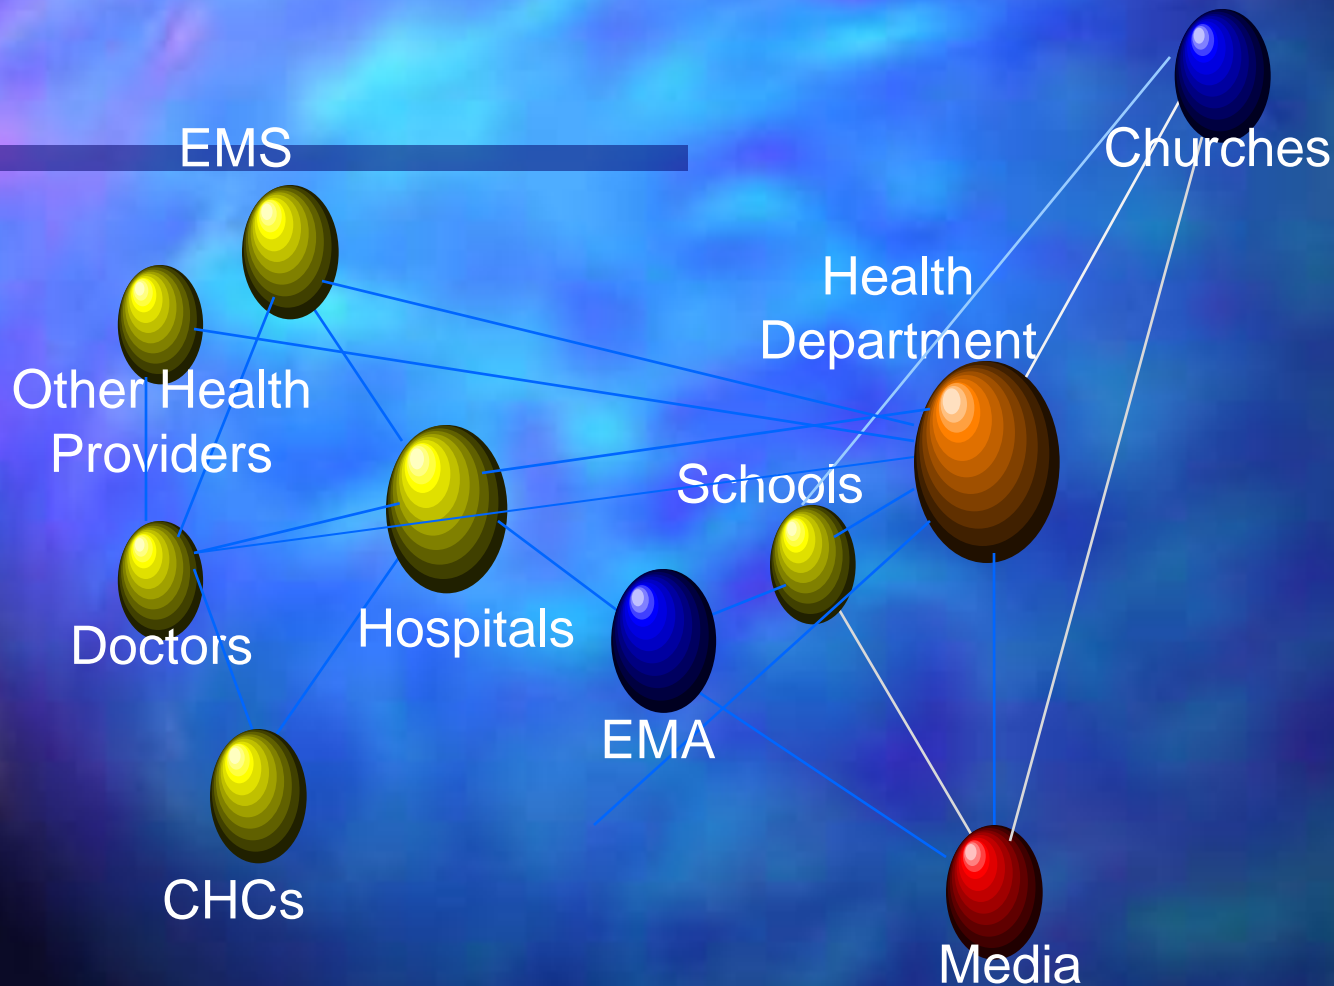 EMS
Churches
Health
Department
Other Health
Providers
Schools
Doctors
Hospitals
EMA
CHCs
Media